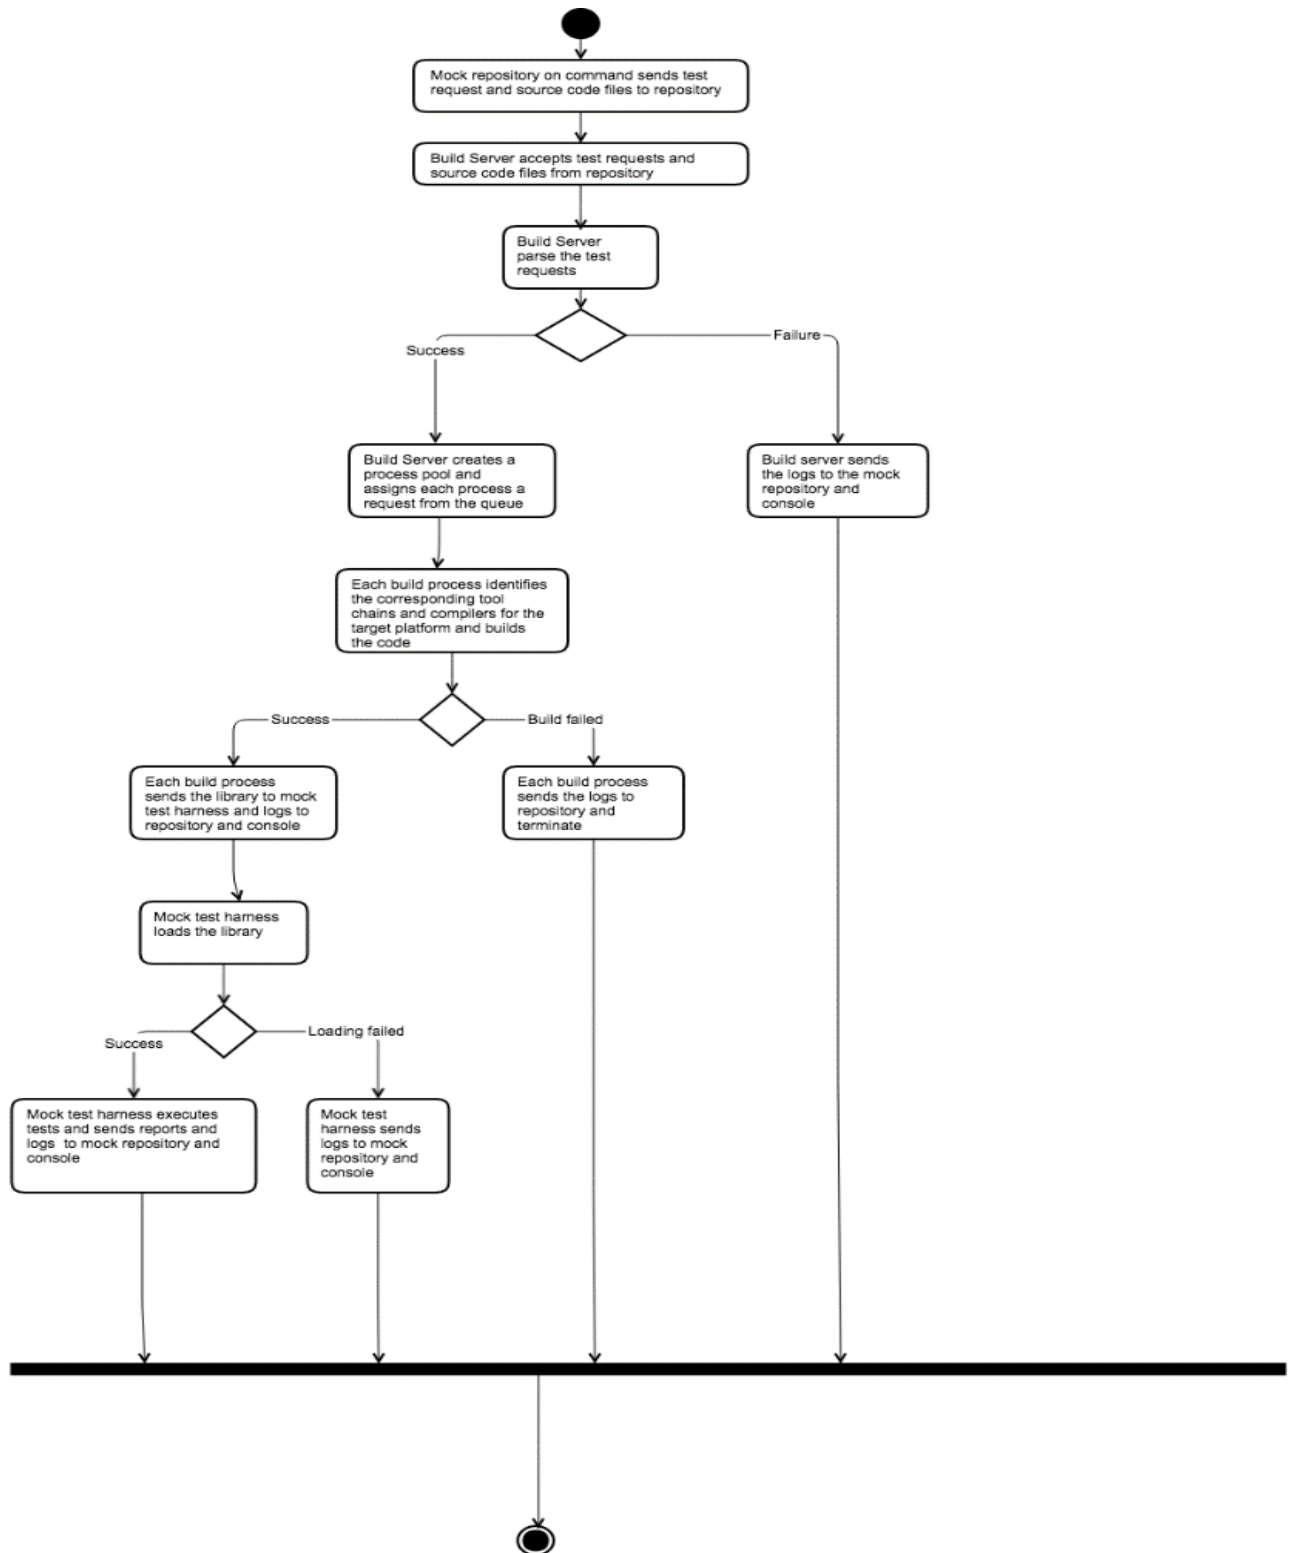 Mock repository on command sends test
request and source code files to repository
Build Server accepts test requests and
source code files from repository
Build Server
parse the test
requests
Success
Failure
Build Server creates a
process pool and
assigns each process a
request from the queue
Build server sends
the logs to the mock
repository and
console
Each build process identifies
the corresponding tool
chains and compilers for the
target platform and builds
the code
Success
Build failed
Each build process
sends the library to mock
test harness and logs to
repository and console
Each build process
sends the logs to
repository and
terminate
Mock test harness
loads the library
Success
Loading failed
Mock test harness executes
tests and sends reports and
logs  to mock repository and
console
Mock test
harness sends
logs to mock
repository and
console